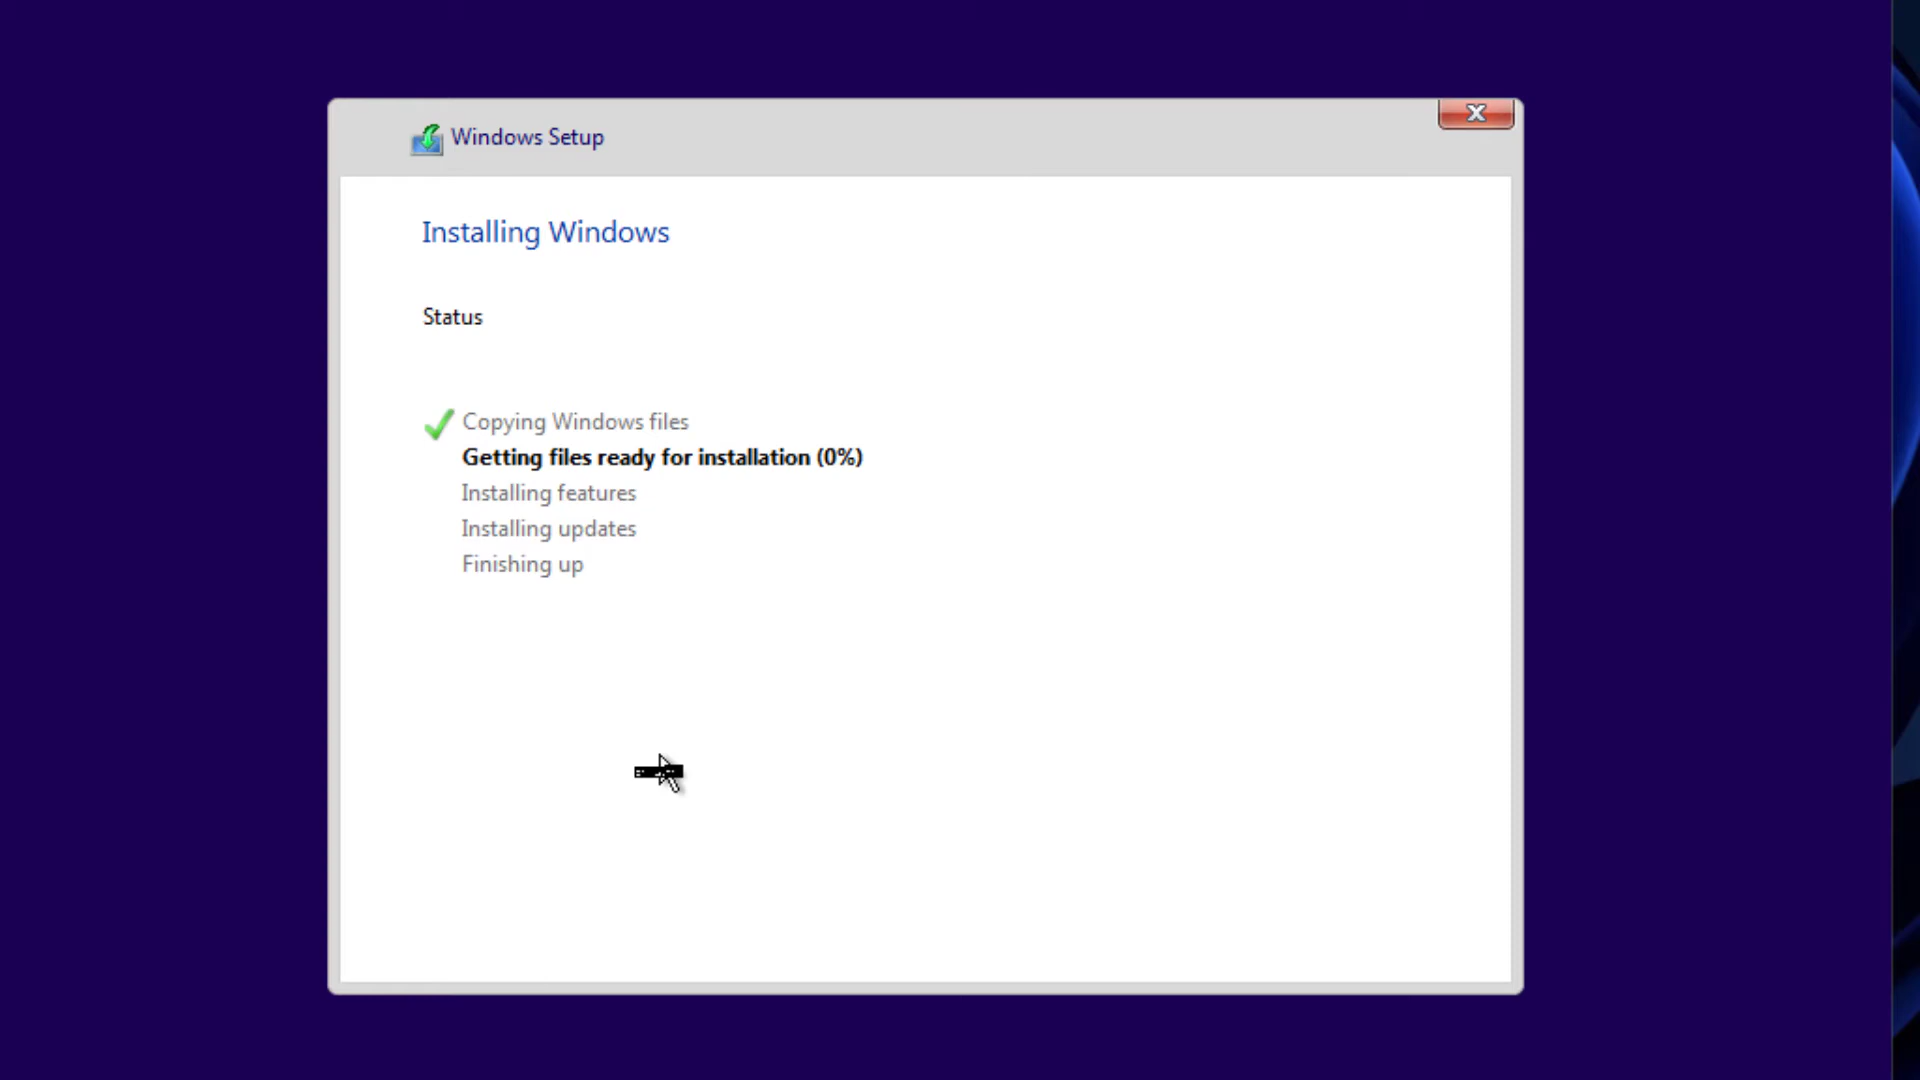 Windows Setup
Installing Windows
Status
Copying Windows files
Getting files ready for installation (0%)
Installing features
Installing updates
Finishing up